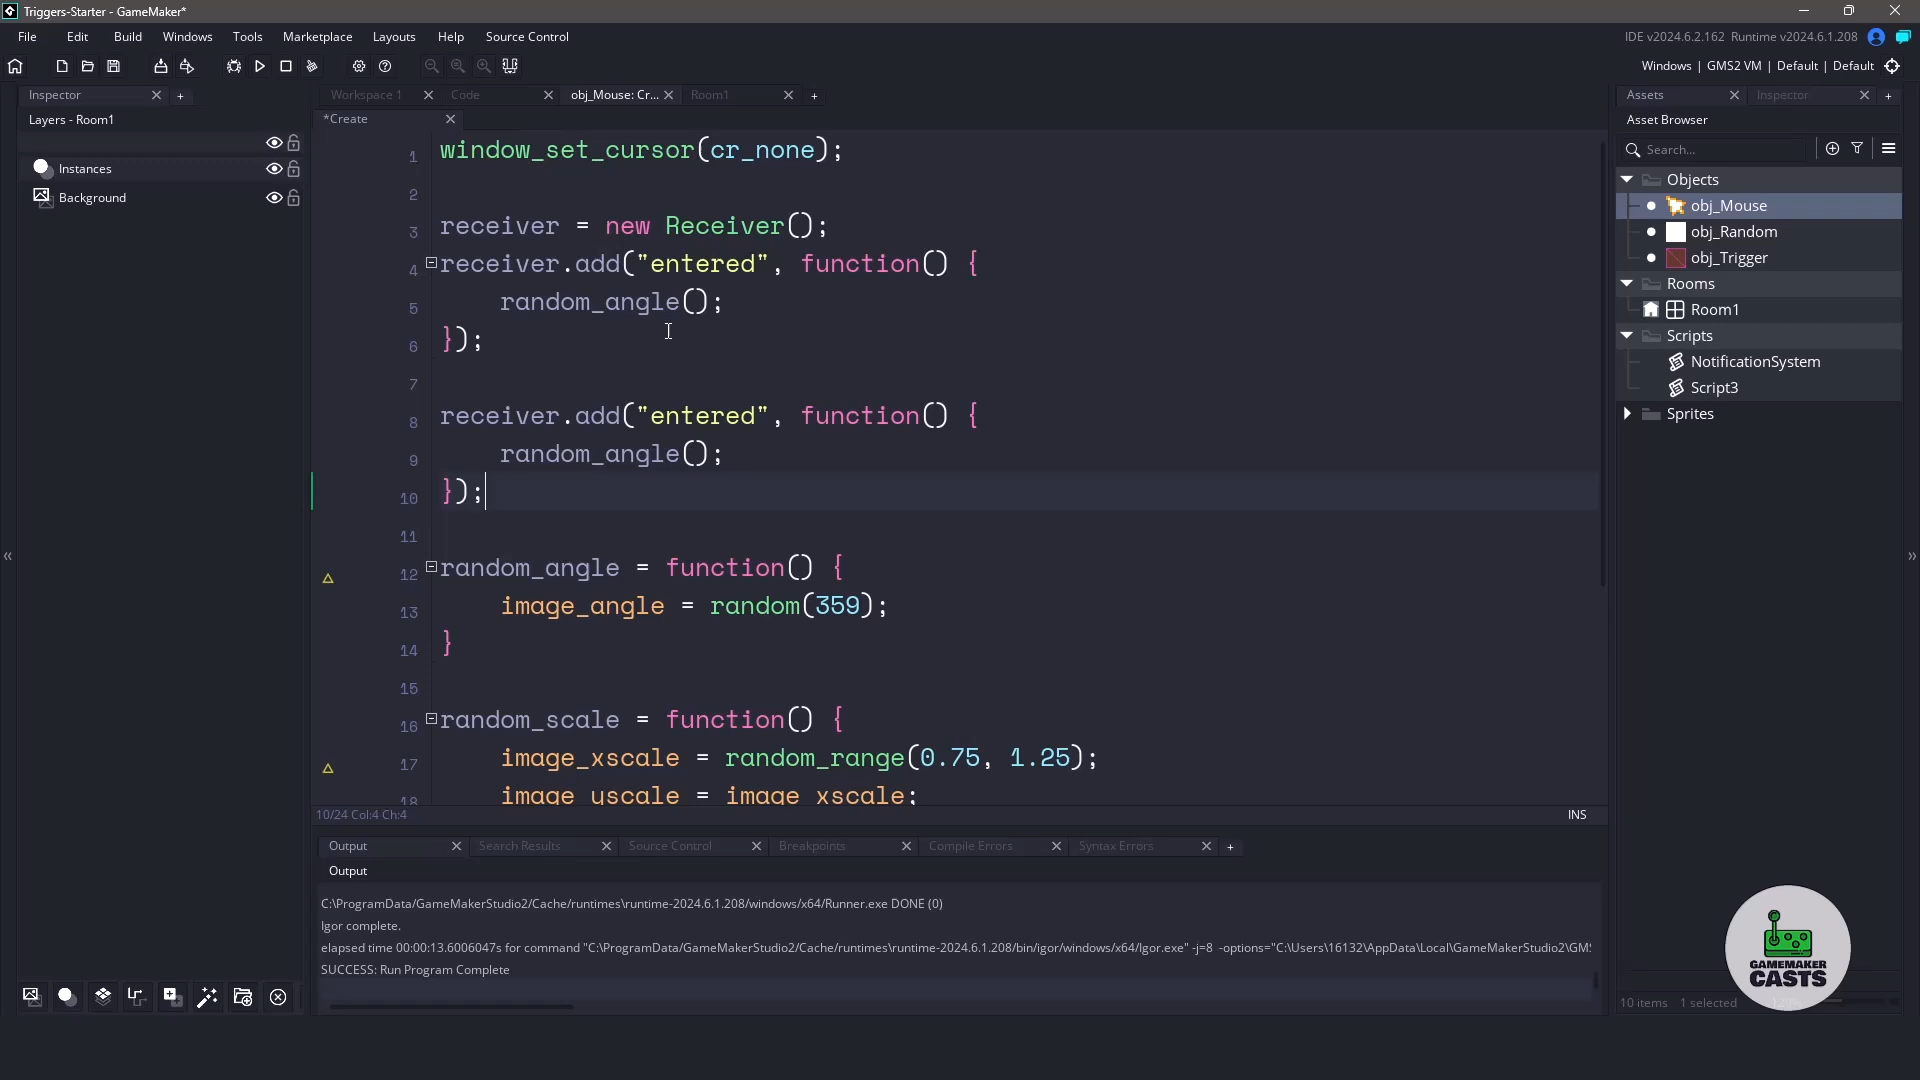 Triggers-Starter - GameMaker*
File Edit Build Windows Tools Marketplace Layouts Help Source Control
IDE v2024.6.2.162 Runtime v2024.6.1.208
Windows | GMS2 VM | Default | Default
Inspector
Layers - Room1
Instances
Background
Workspace 1 Code obj_Mouse: Cr... Room1
*Create
1 window_set_cursor(cr_none);
2
3 receiver = new Receiver();
4 receiver.add("entered", function() {
5 random_angle();
6 });
7
8 receiver.add("entered", function() {
9 random_angle();
10 });
11
12 random_angle = function() {
13 image_angle = random(359);
14 }
15
16 random_scale = function() {
17 image_xscale = random_range(0.75, 1.25);
18 image_yscale = image_xscale;
10/24 Col:4 Ch:4 INS
Output Search Results Source Control Breakpoints Compile Errors Syntax Errors
Output
C:\ProgramData/GameMakerStudio2/Cache/runtimes\runtime-2024.6.1.208/windows/x64/Runner.exe DONE (0)
Igor complete.
elapsed time 00:00:13.6006047s for command "C:\ProgramData/GameMakerStudio2/Cache/runtimes\runtime-2024.6.1.208/bin/igor/windows/x64/Igor.exe" -j=8 -options="C:\Users\16132\AppData\Local\GameMakerStudio2\GMS
SUCCESS: Run Program Complete
Assets Inspector
Asset Browser
Search...
Objects
obj_Mouse
obj_Random
obj_Trigger
Rooms
Room1
Scripts
NotificationSystem
Script3
Sprites
10 items 1 selected 120%
GAMEMAKER
CASTS